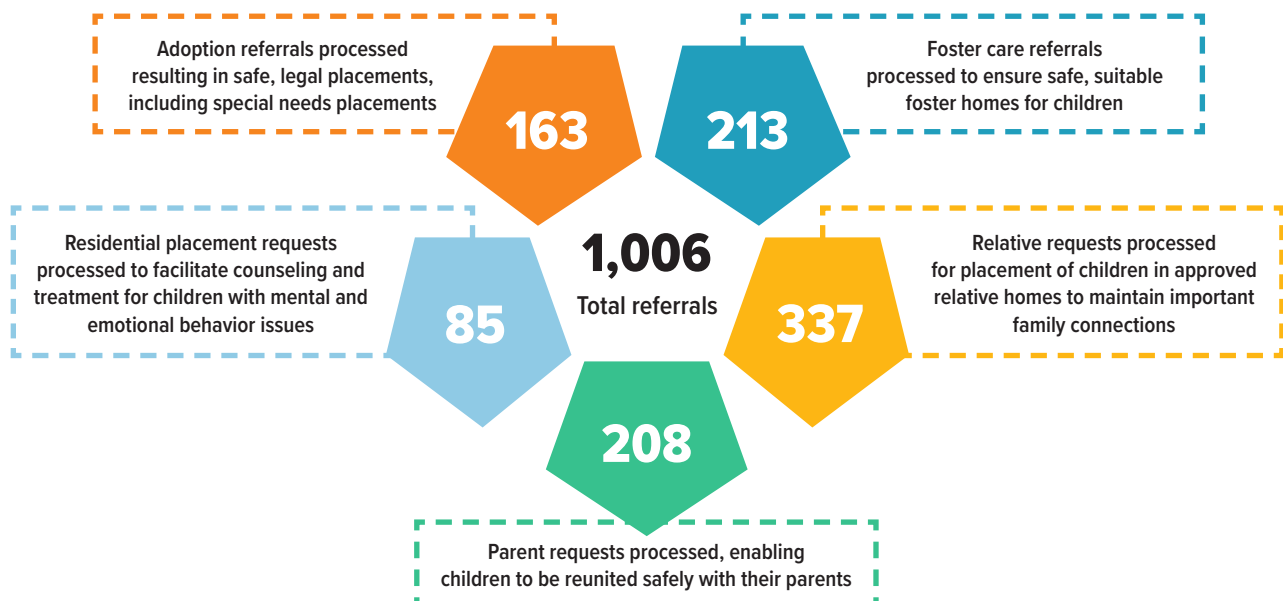 Adoption referrals processed
resulting in safe, legal placements,
including special needs placements
163
213
Foster care referrals
processed to ensure safe, suitable
foster homes for children
Residential placement requests
processed to facilitate counseling and
treatment for children with mental and
emotional behavior issues
85
1,006
Total referrals
337
Relative requests processed
for placement of children in approved
relative homes to maintain important
family connections
208
Parent requests processed, enabling
children to be reunited safely with their parents